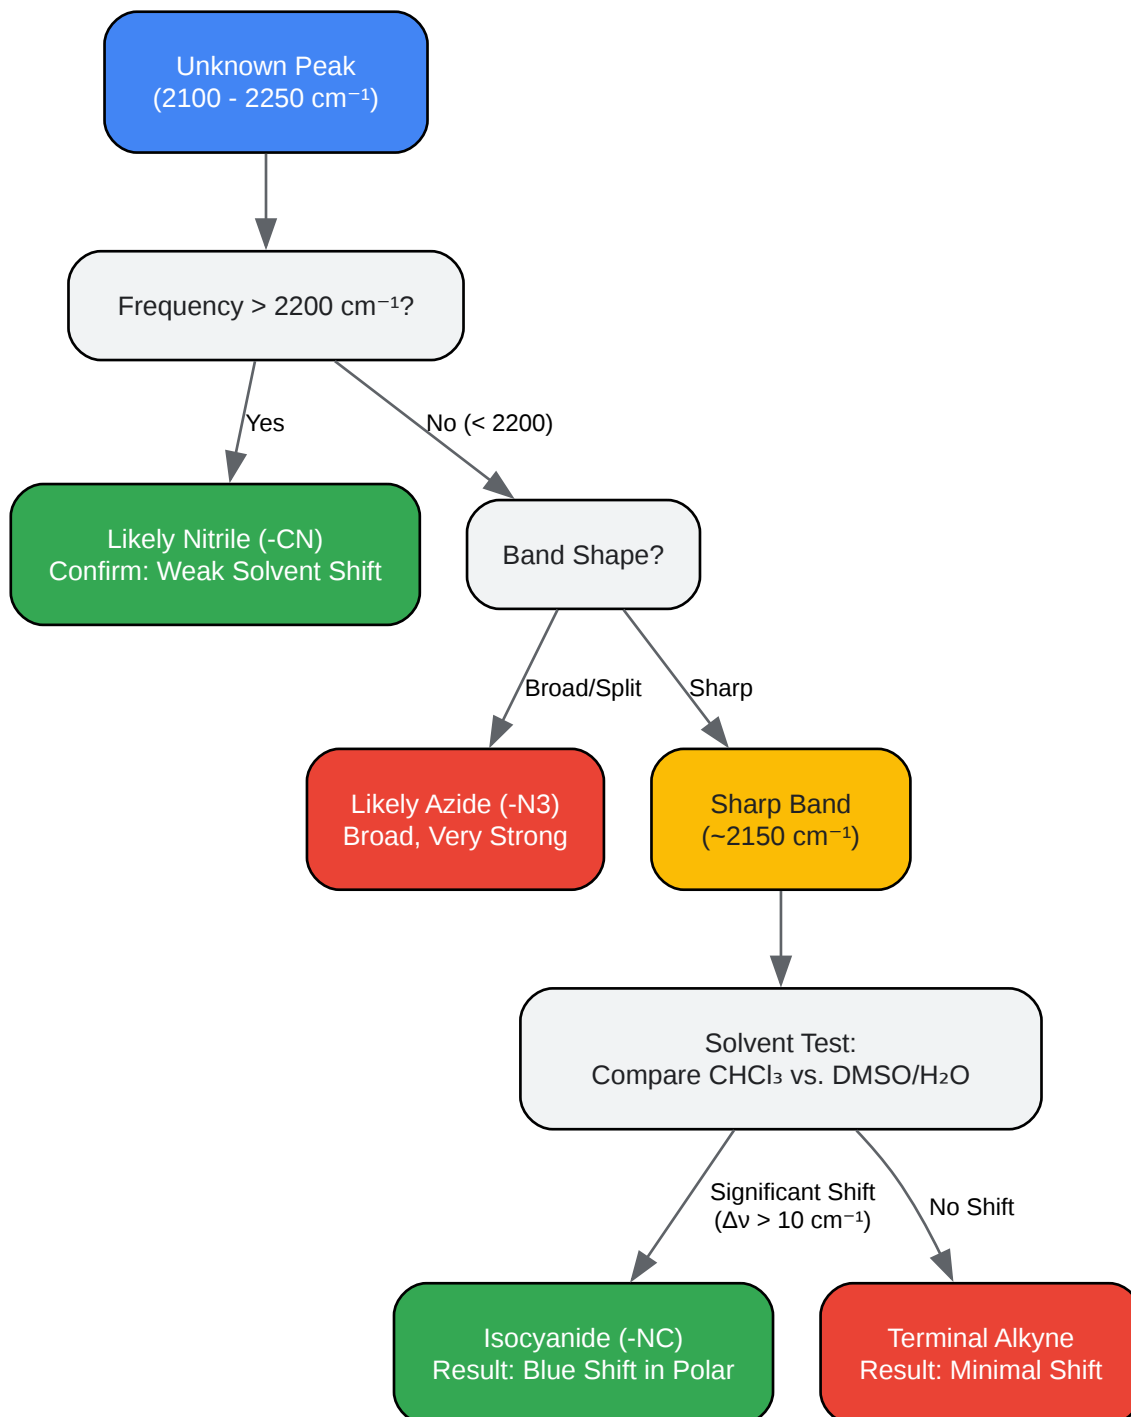 Unknown Peak
(2100 - 2250 cm⁻¹)
Frequency > 2200 cm⁻¹?
Yes
No (< 2200)
Likely Nitrile (-CN)
Confirm: Weak Solvent Shift
Band Shape?
Broad/Split
Sharp
Likely Azide (-N3)
Broad, Very Strong
Sharp Band
(~2150 cm⁻¹)
Solvent Test:
Compare CHCl₃ vs. DMSO/H₂O
Significant Shift
(Δν > 10 cm⁻¹)
No Shift
Isocyanide (-NC)
Result: Blue Shift in Polar
Terminal Alkyne
Result: Minimal Shift